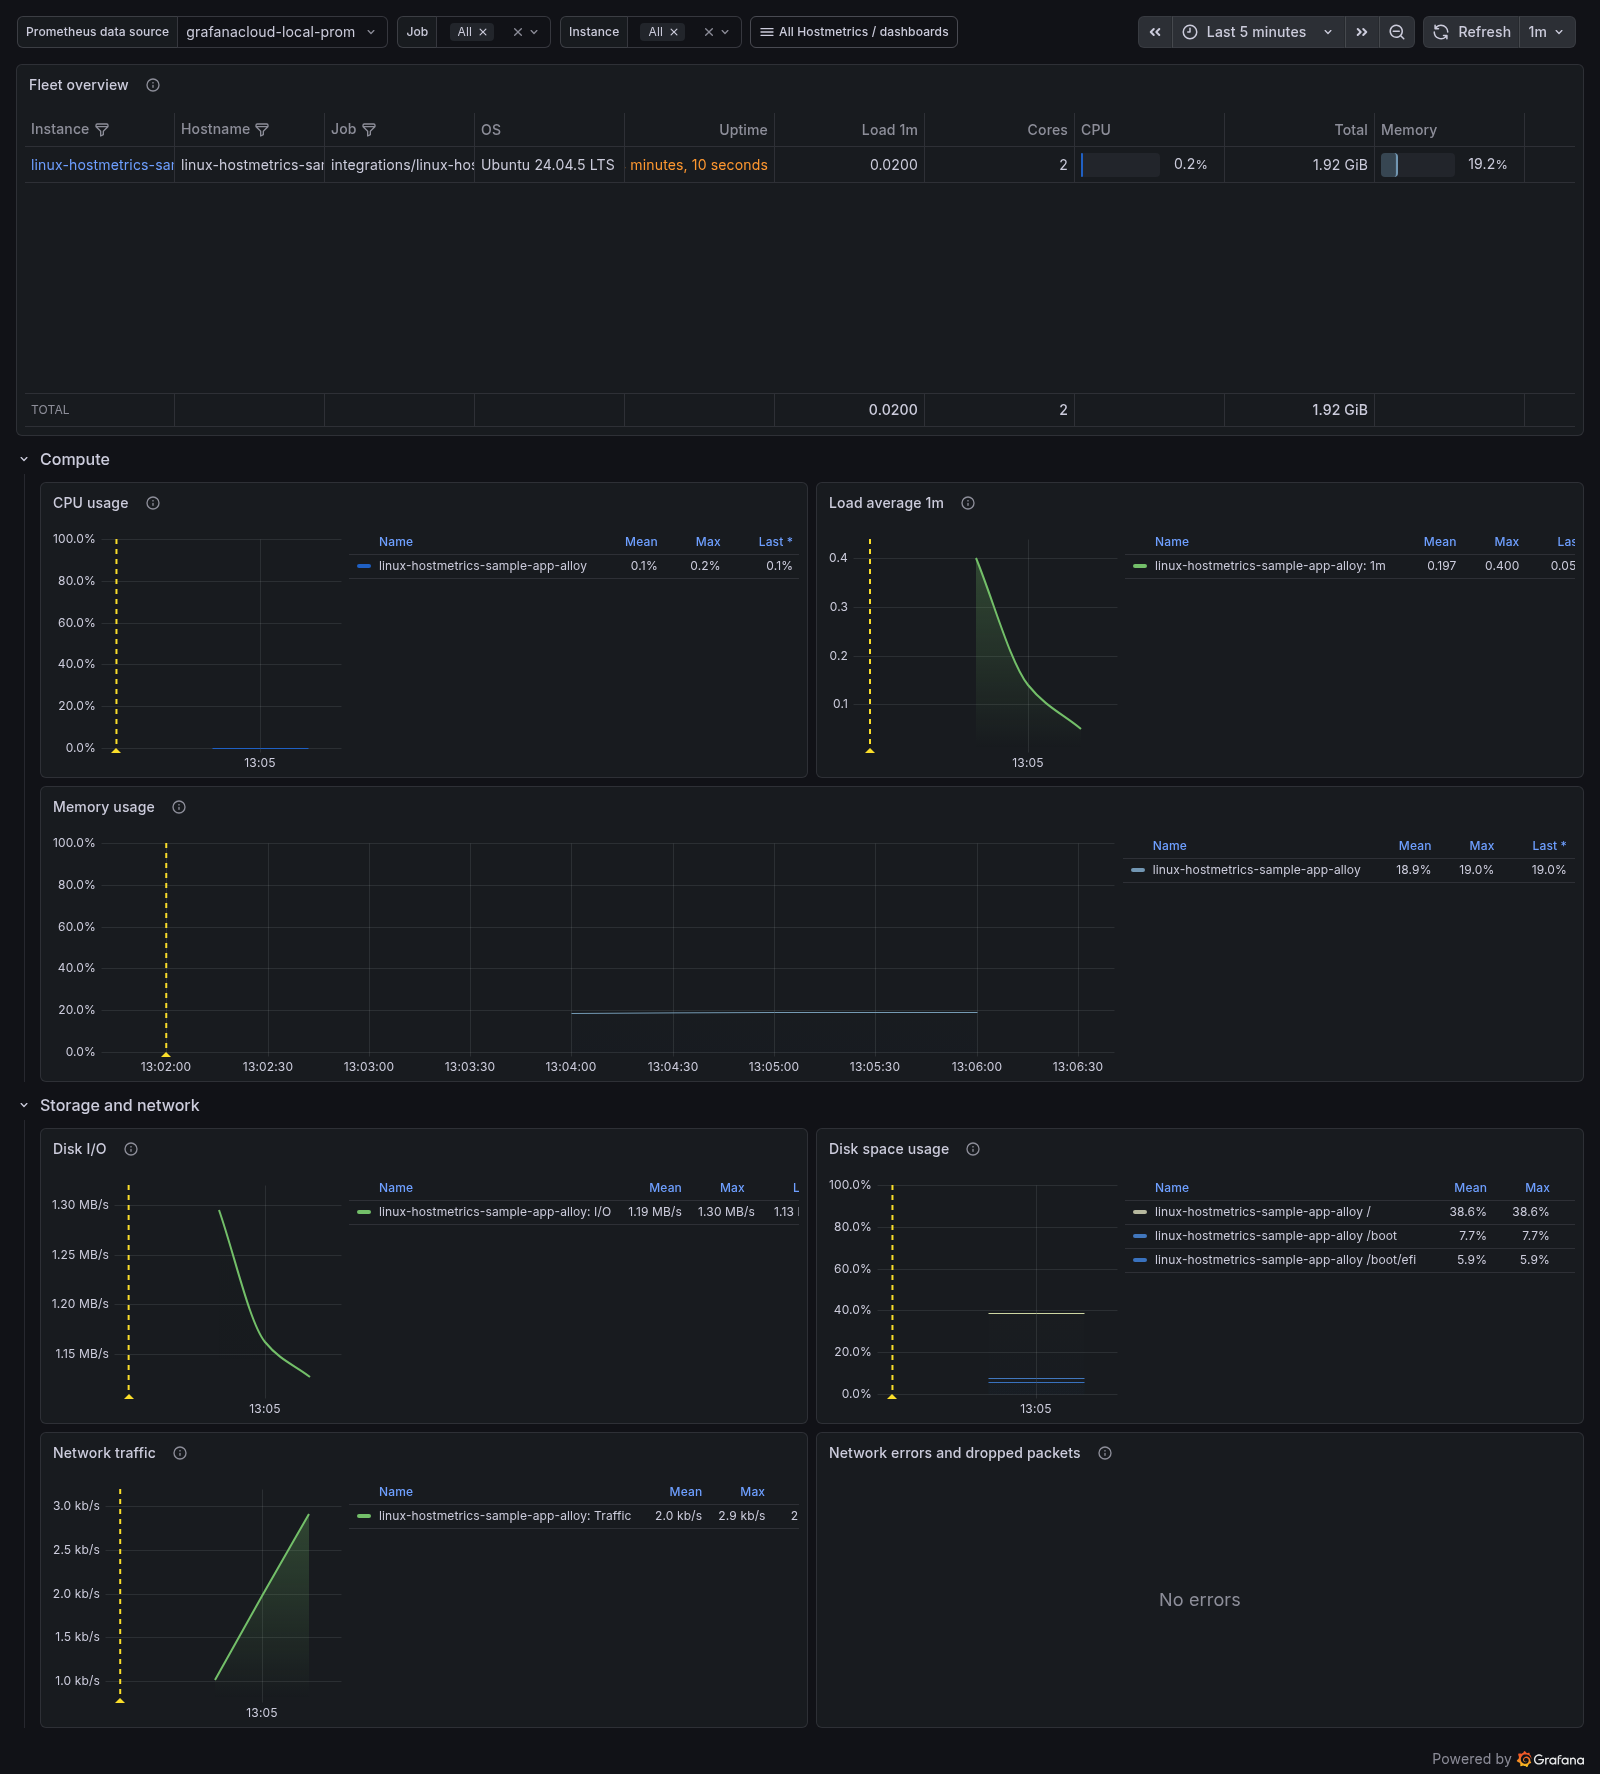 Prometheus data source grafanacloud-local-prom Job All Instance All All Hostmetrics / dashboards Last 5 minutes Refresh 1m
Fleet overview
Instance Hostname Job OS Uptime Load 1m Cores CPU Total Memory
linux-hostmetrics-sar linux-hostmetrics-sar integrations/linux-hos Ubuntu 24.04.5 LTS minutes, 10 seconds 0.0200 2 0.2% 1.92 GiB 19.2%
TOTAL 0.0200 2 1.92 GiB
Compute
CPU usage
100.0%
80.0%
60.0%
40.0%
20.0%
0.0%
13:05
Name Mean Max Last *
linux-hostmetrics-sample-app-alloy 0.1% 0.2% 0.1%
Load average 1m
0.4
0.3
0.2
0.1
13:05
Name Mean Max Las
linux-hostmetrics-sample-app-alloy: 1m 0.197 0.400 0.05
Memory usage
100.0%
80.0%
60.0%
40.0%
20.0%
0.0%
13:02:00 13:02:30 13:03:00 13:03:30 13:04:00 13:04:30 13:05:00 13:05:30 13:06:00 13:06:30
Name Mean Max Last *
linux-hostmetrics-sample-app-alloy 18.9% 19.0% 19.0%
Storage and network
Disk I/O
1.30 MB/s
1.25 MB/s
1.20 MB/s
1.15 MB/s
13:05
Name Mean Max L
linux-hostmetrics-sample-app-alloy: I/O 1.19 MB/s 1.30 MB/s 1.13
Disk space usage
100.0%
80.0%
60.0%
40.0%
20.0%
0.0%
13:05
Name Mean Max
linux-hostmetrics-sample-app-alloy / 38.6% 38.6%
linux-hostmetrics-sample-app-alloy /boot 7.7% 7.7%
linux-hostmetrics-sample-app-alloy /boot/efi 5.9% 5.9%
Network traffic
3.0 kb/s
2.5 kb/s
2.0 kb/s
1.5 kb/s
1.0 kb/s
13:05
Name Mean Max
linux-hostmetrics-sample-app-alloy: Traffic 2.0 kb/s 2.9 kb/s 2
Network errors and dropped packets
No errors
Powered by Grafana